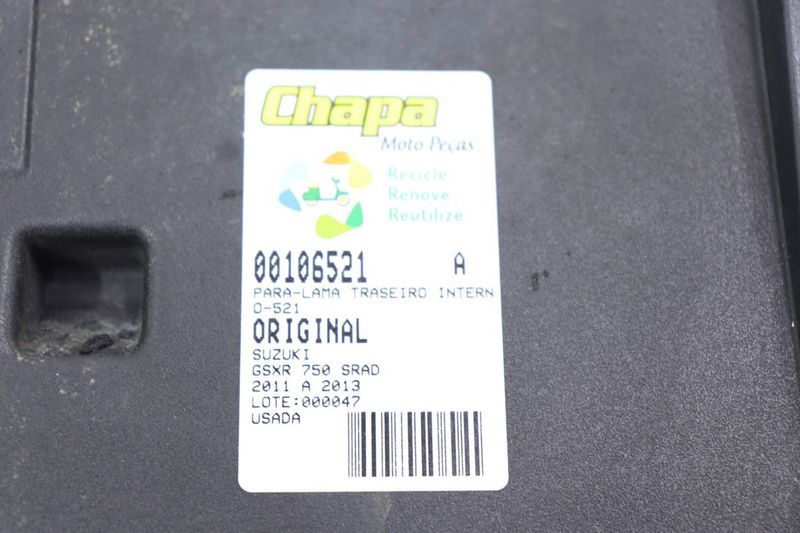 Chapa
Moto Peças
Recicle
Renove
Reutilize
00106521 A
PARA-LAMA TRASEIRO INTERN
O-521
ORIGINAL
SUZUKI
GSXR 750 SRAD
2011 A 2013
LOTE:000047
USADA